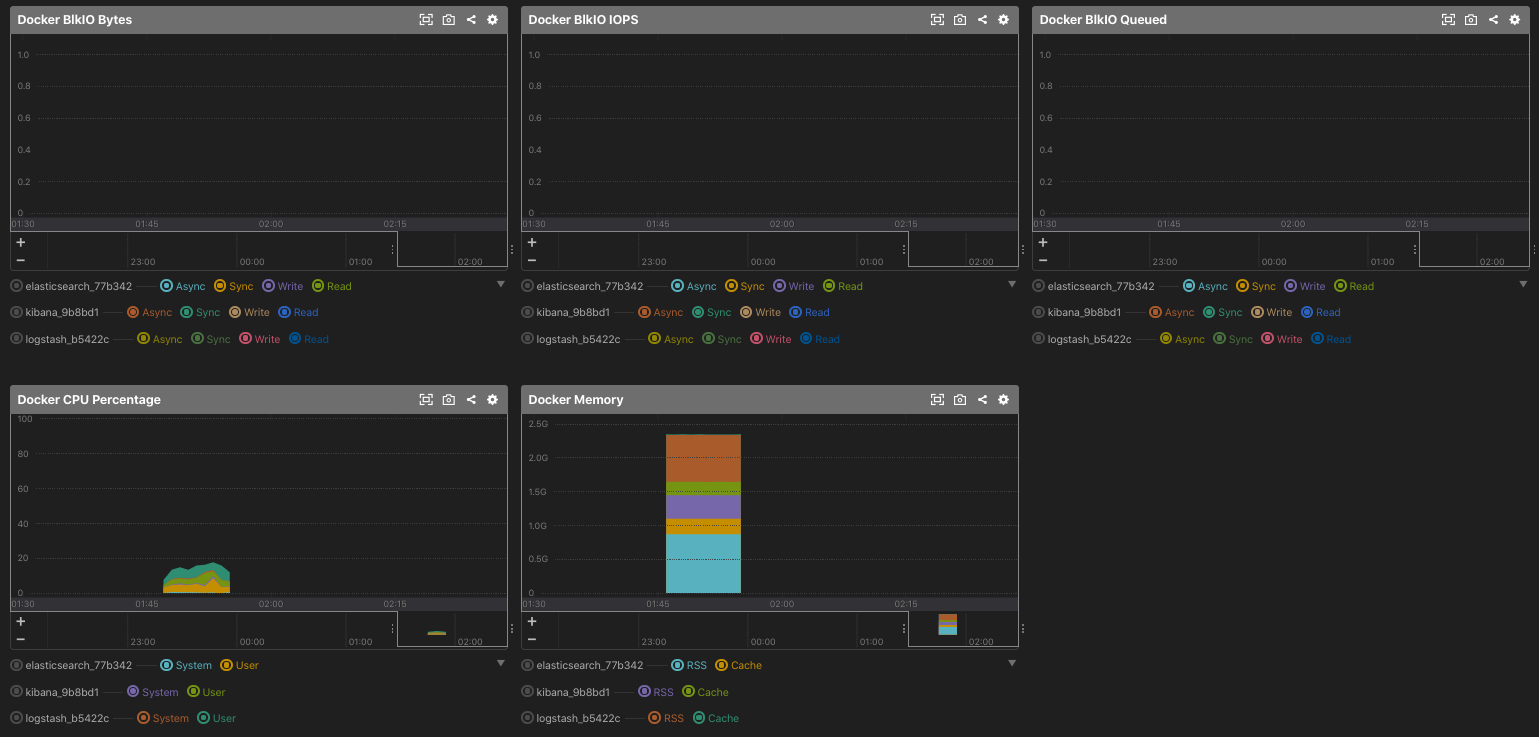 Docker BlkIO Bytes
1.0
0.8
0.6
0.4
0.2
0
01:30 01:45 02:00 02:15
+
−
23:00 00:00 01:00 02:00
elasticsearch_77b342 Async Sync Write Read
kibana_9b8bd1 Async Sync Write Read
logstash_b5422c Async Sync Write Read
Docker BlkIO IOPS
1.0
0.8
0.6
0.4
0.2
0
01:30 01:45 02:00 02:15
+
−
23:00 00:00 01:00 02:00
elasticsearch_77b342 Async Sync Write Read
kibana_9b8bd1 Async Sync Write Read
logstash_b5422c Async Sync Write Read
Docker BlkIO Queued
1.0
0.8
0.6
0.4
0.2
0
01:30 01:45 02:00 02:15
+
−
23:00 00:00 01:00 02:00
elasticsearch_77b342 Async Sync Write Read
kibana_9b8bd1 Async Sync Write Read
logstash_b5422c Async Sync Write Read
Docker CPU Percentage
100
80
60
40
20
0
01:30 01:45 02:00 02:15
+
−
23:00 00:00 01:00 02:00
elasticsearch_77b342 System User
kibana_9b8bd1 System User
logstash_b5422c System User
Docker Memory
2.5G
2.0G
1.5G
1.0G
0.5G
0
01:30 01:45 02:00 02:15
+
−
23:00 00:00 01:00 02:00
elasticsearch_77b342 RSS Cache
kibana_9b8bd1 RSS Cache
logstash_b5422c RSS Cache